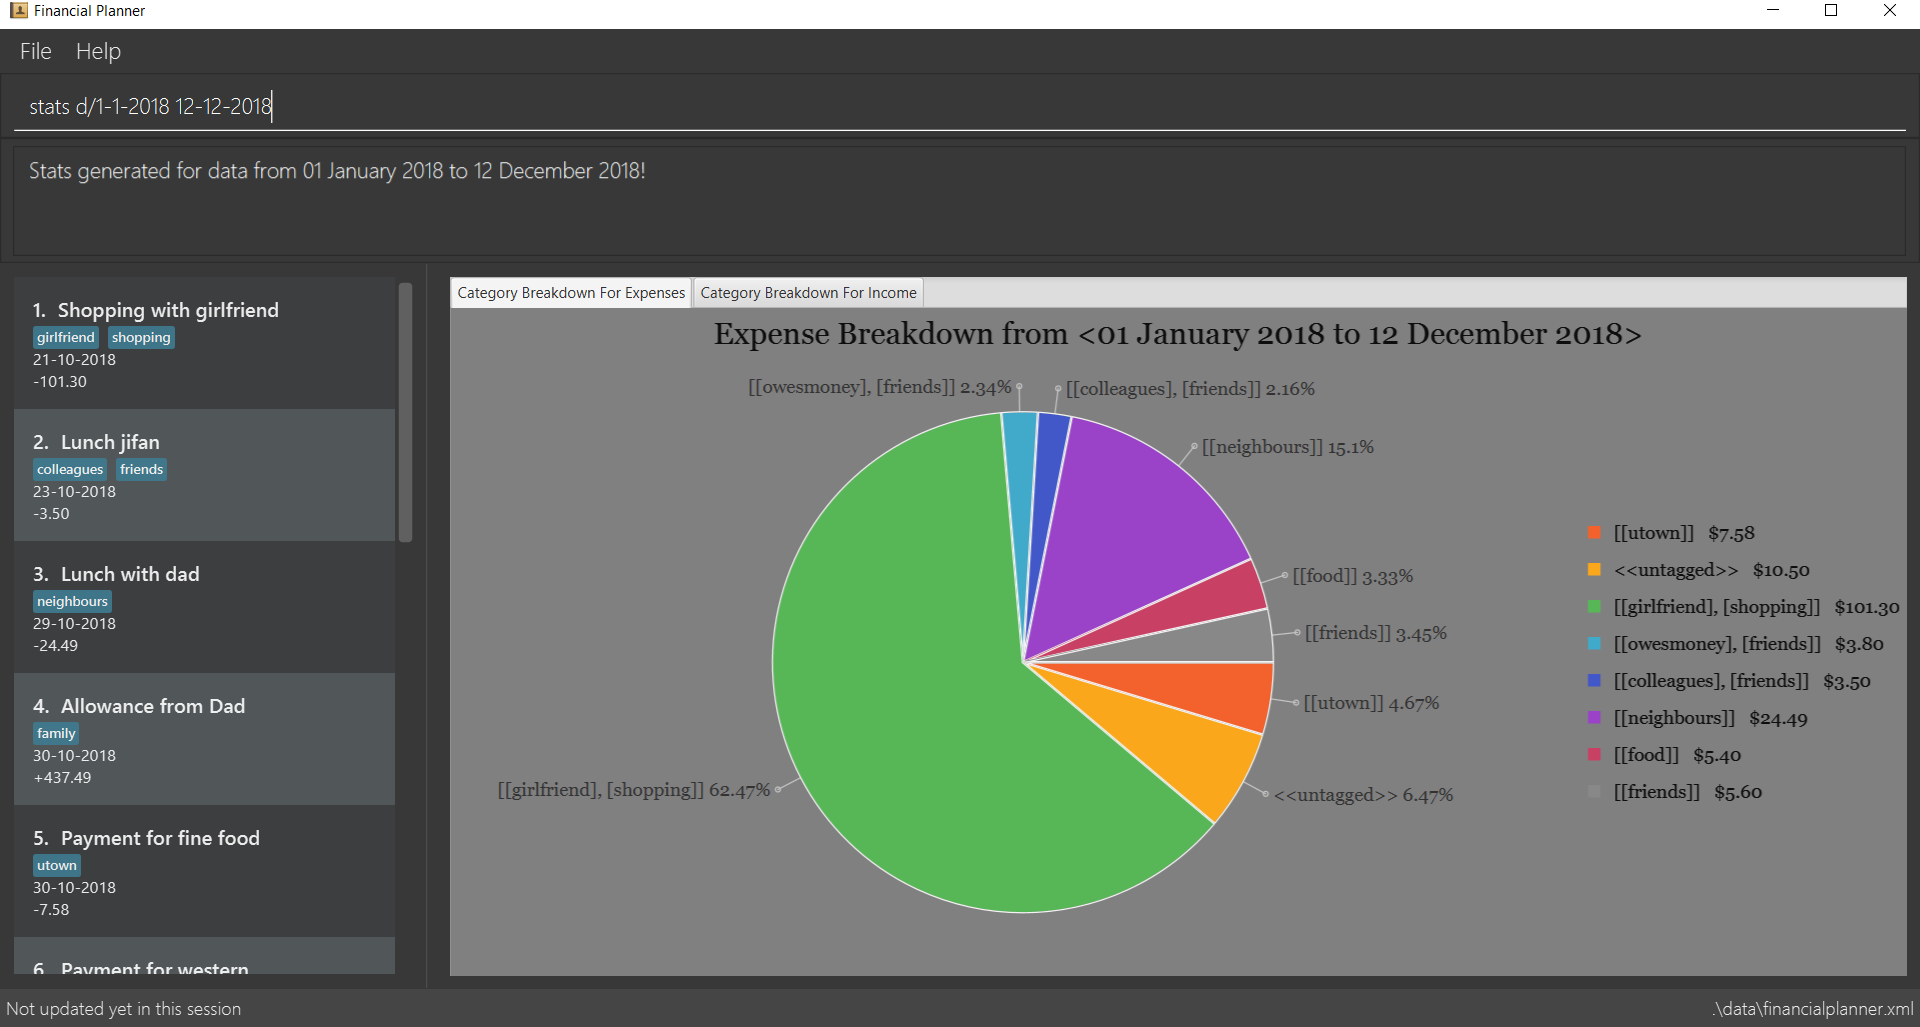 Financial Planner
File Help
stats d/1-1-2018 12-12-2018
Stats generated for data from 01 January 2018 to 12 December 2018!
1. Shopping with girlfriend
girlfriend shopping
21-10-2018
-101.30
2. Lunch jifan
colleagues friends
23-10-2018
-3.50
3. Lunch with dad
neighbours
29-10-2018
-24.49
4. Allowance from Dad
family
30-10-2018
+437.49
5. Payment for fine food
utown
30-10-2018
-7.58
6. Payment for western
Category Breakdown For Expenses Category Breakdown For Income
Expense Breakdown from <01 January 2018 to 12 December 2018>
[[owesmoney], [friends]] 2.34%
[[colleagues], [friends]] 2.16%
[[neighbours]] 15.1%
[[food]] 3.33%
[[friends]] 3.45%
[[utown]] 4.67%
<<untagged>> 6.47%
[[girlfriend], [shopping]] 62.47%
[[utown]] $7.58
<<untagged>> $10.50
[[girlfriend], [shopping]] $101.30
[[owesmoney], [friends]] $3.80
[[colleagues], [friends]] $3.50
[[neighbours]] $24.49
[[food]] $5.40
[[friends]] $5.60
Not updated yet in this session
.\data\financialplanner.xml